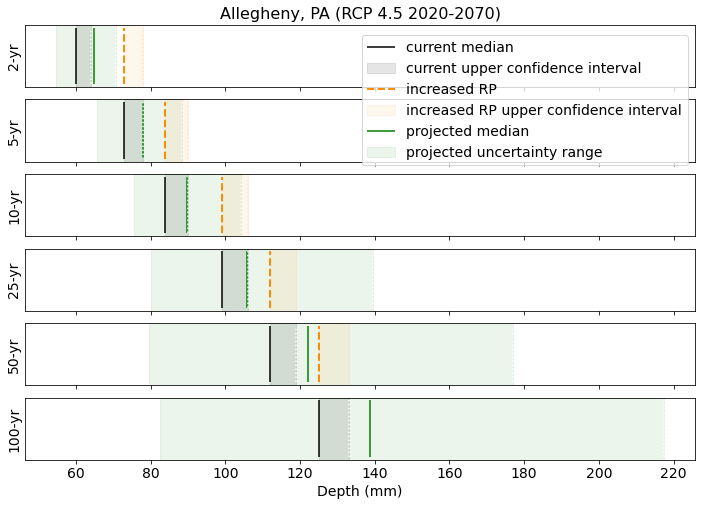 Allegheny, PA (RCP 4.5 2020-2070)
2-yr
current median
current upper confidence interval
increased RP
increased RP upper confidence interval
projected median
projected uncertainty range
5-yr
10-yr
25-yr
50-yr
100-yr
60 80 100 120 140 160 180 200 220
Depth (mm)